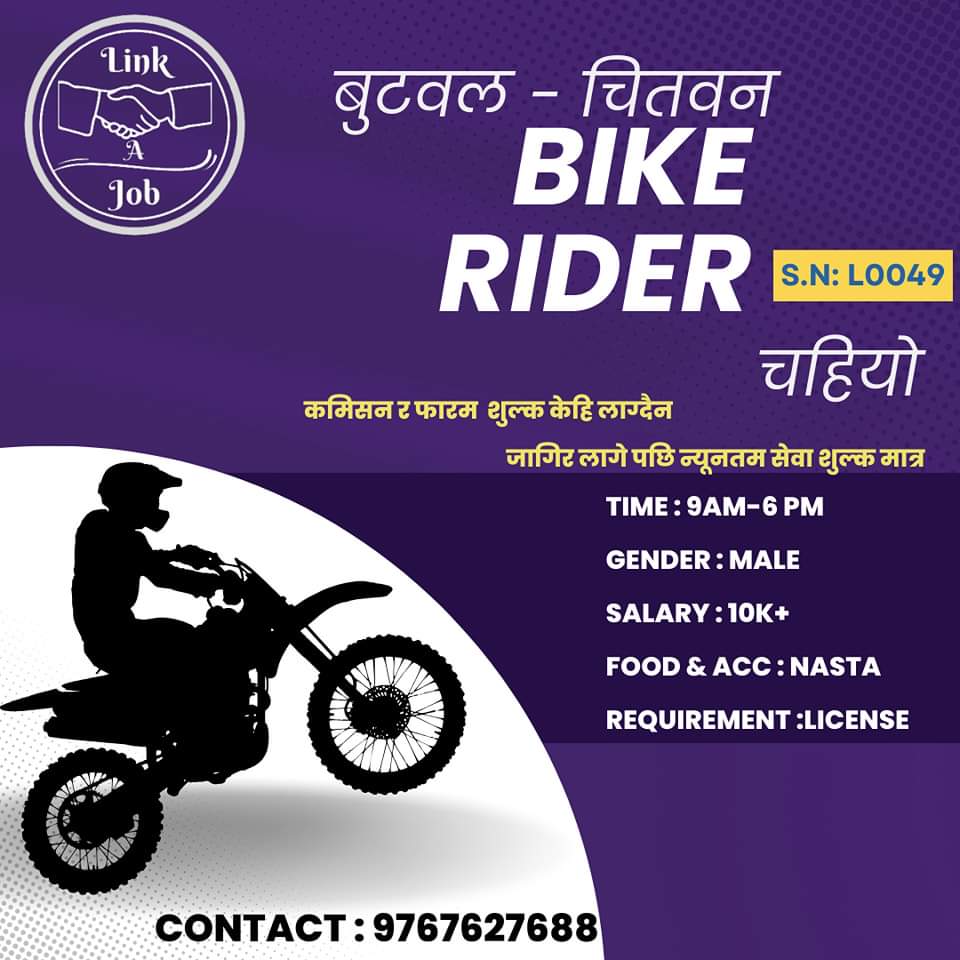 Link
A
Job
बुटवल - चितवन
BIKE
RIDER
S.N: L0049
चहियो
कमिसन र फारम शुल्क केहि लाग्दैन
जागिर लागे पछि न्यूनतम सेवा शुल्क मात्र
TIME : 9AM-6 PM
GENDER : MALE
SALARY : 10K+
FOOD & ACC : NASTA
REQUIREMENT :LICENSE
CONTACT : 9767627688